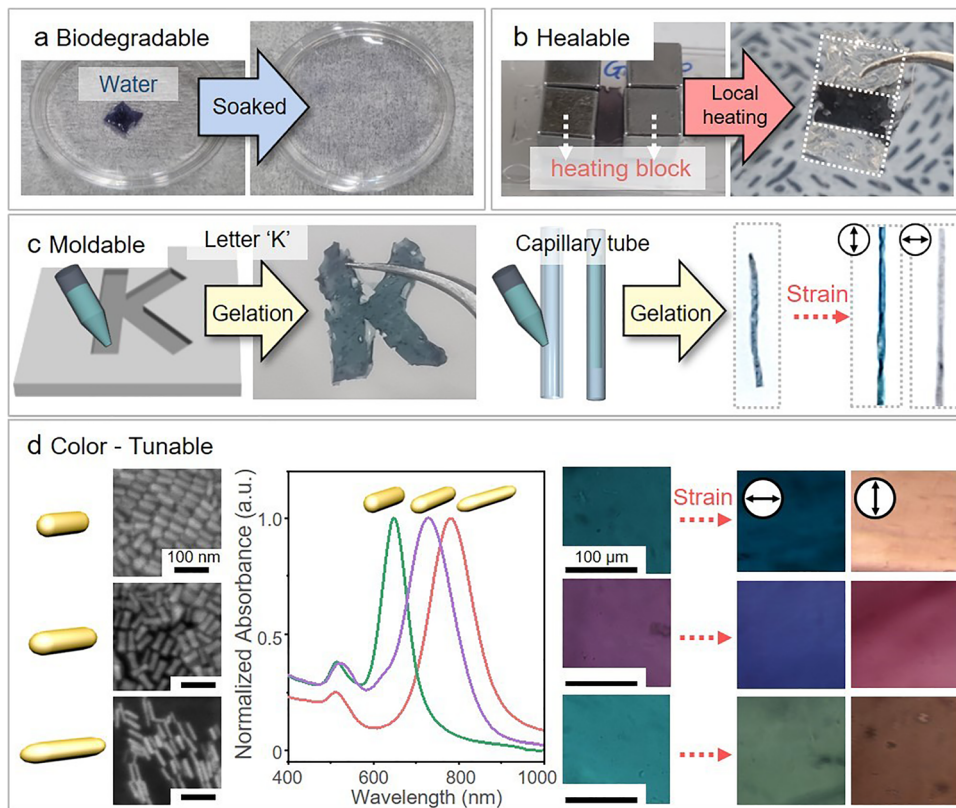 a Biodegradable
Water
Soaked
b Healable
Local
heating
heating block
c Moldable
Letter ‘K’
Gelation
Capillary tube
Gelation
Strain
d Color - Tunable
100 nm
Normalized Absorbance (a.u.)
1.0
0.5
0
400
600
800
1000
Wavelength (nm)
100 µm
Strain